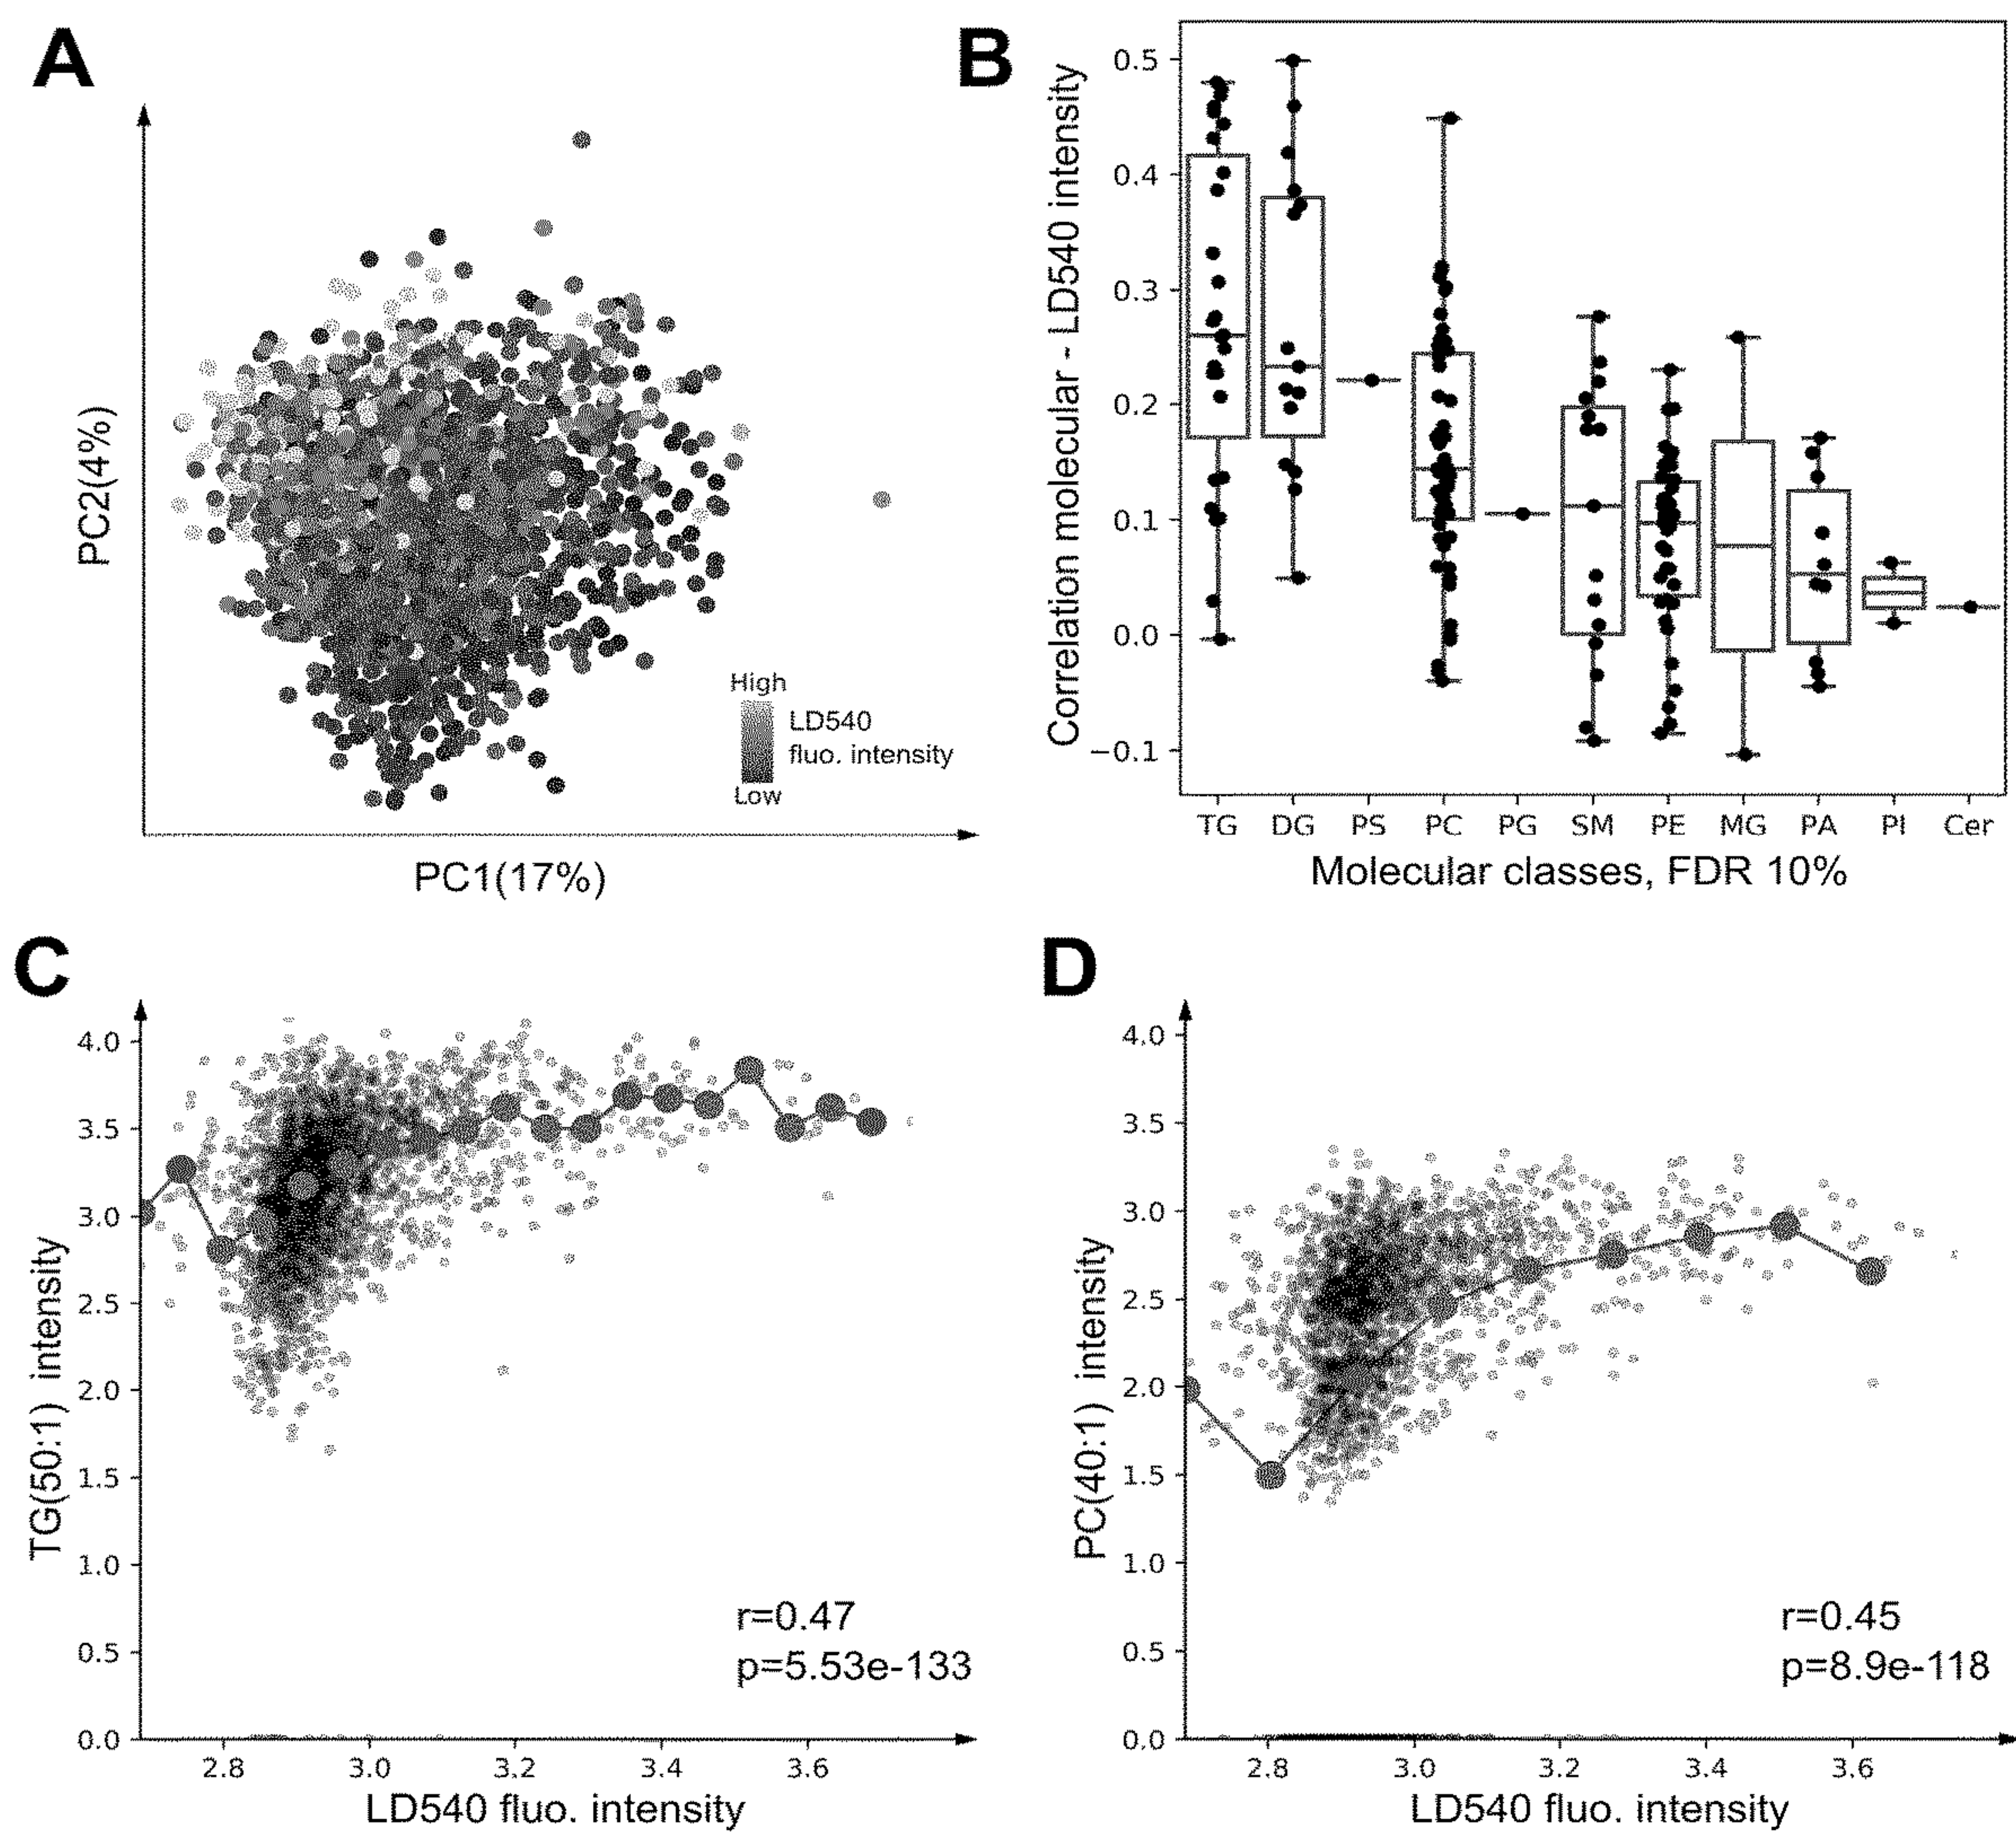 A
PC2(4%)
High
LD540
fluo. intensity
Low
PC1(17%)
B
Correlation molecular - LD540 intensity
0.5
0.4
0.3
0.2
0.1
0.0
−0.1
TG DG PS PC PG SM PE MG PA PI Cer
Molecular classes, FDR 10%
C
TG(50:1) intensity
4.0
3.5
3.0
2.5
2.0
1.5
1.0
0.5
0.0
r=0.47
p=5.53e-133
2.8 3.0 3.2 3.4 3.6
LD540 fluo. intensity
D
PC(40:1) intensity
4.0
3.5
3.0
2.5
2.0
1.5
1.0
0.5
0.0
r=0.45
p=8.9e-118
2.8 3.0 3.2 3.4 3.6
LD540 fluo. intensity